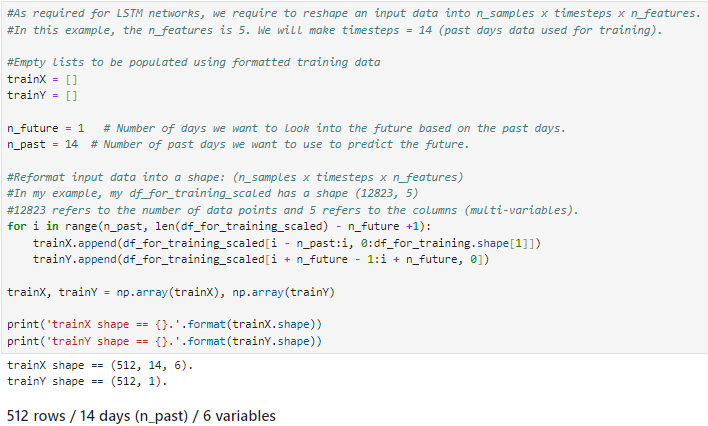 #As required for LSTM networks, we require to reshape an input data into n_samples x timesteps x n_features.
#In this example, the n_features is 5. We will make timesteps = 14 (past days data used for training).
#Empty lists to be populated using formatted training data
trainX = []
trainY = []
n_future = 1   # Number of days we want to look into the future based on the past days.
n_past = 14  # Number of past days we want to use to predict the future.
#Reformat input data into a shape: (n_samples x timesteps x n_features)
#In my example, my df_for_training_scaled has a shape (12823, 5)
#12823 refers to the number of data points and 5 refers to the columns (multi-variables).
for i in range(n_past, len(df_for_training_scaled) - n_future +1):
    trainX.append(df_for_training_scaled[i - n_past:i, 0:df_for_training.shape[1]])
    trainY.append(df_for_training_scaled[i + n_future - 1:i + n_future, 0])
trainX, trainY = np.array(trainX), np.array(trainY)
print('trainX shape == {}.'.format(trainX.shape))
print('trainY shape == {}.'.format(trainY.shape))
trainX shape == (512, 14, 6).
trainY shape == (512, 1).
512 rows / 14 days (n_past) / 6 variables